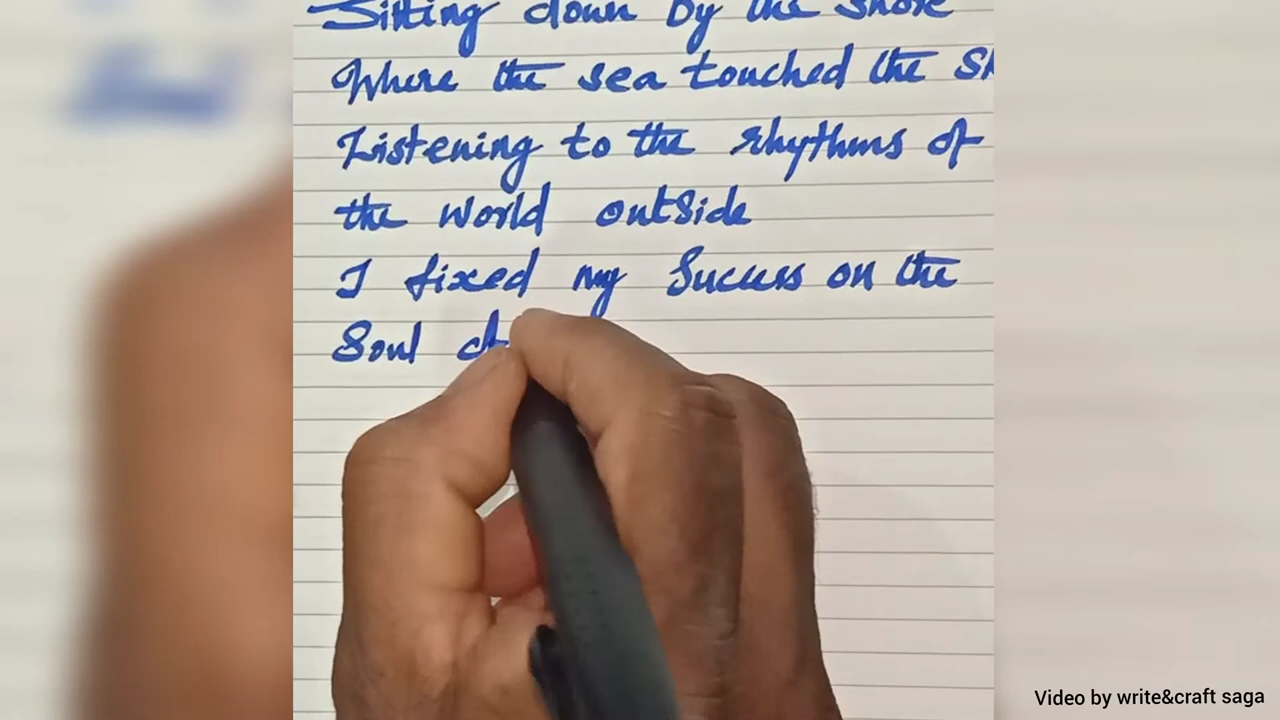 Sitting down by the shore
Where the sea touched the
Listening to the rhythms of
the world outside
I fixed my Success on the
Soul
Video by write&craft saga